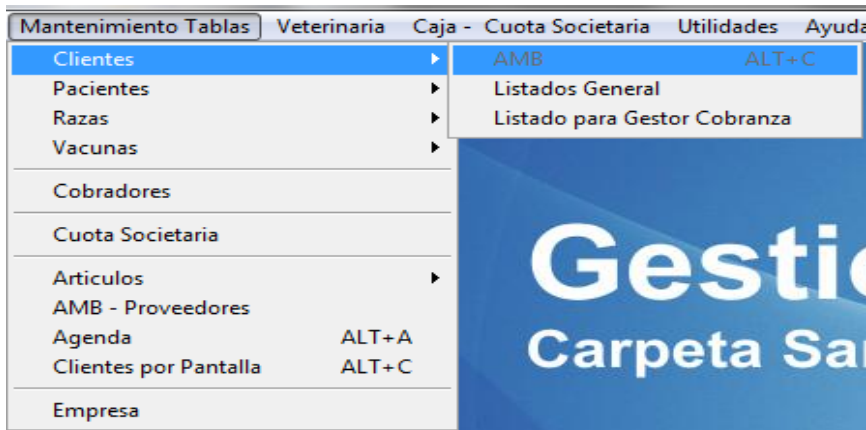 Mantenimiento Tablas Veterinaria Caja - Cuota Societaria Utilidades Ayuda
Clientes
AMB ALT+C
Listados General
Listado para Gestor Cobranza
Pacientes
Razas
Vacunas
Cobradores
Cuota Societaria
Articulos
AMB - Proveedores
Agenda ALT+A
Clientes por Pantalla ALT+C
Empresa
Gesti
Carpeta Sa